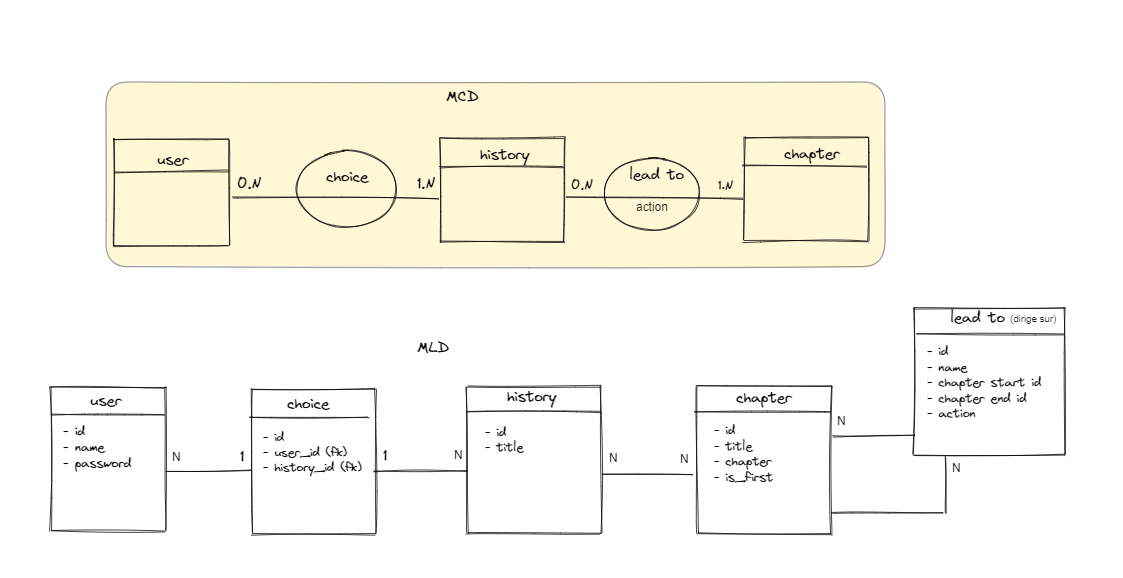 MCD
user
0.N
choice
1.N
history
0.N
lead to
action
1.N
chapter
MLD
user
- id
- name
- password
N
1
choice
- id
- user_id (fk)
- history_id (fk)
1
N
history
- id
- title
N
N
chapter
- id
- title
- chapter
- is_first
N
lead to (dirige sur)
- id
- name
- chapter start id
- chapter end id
- action
N